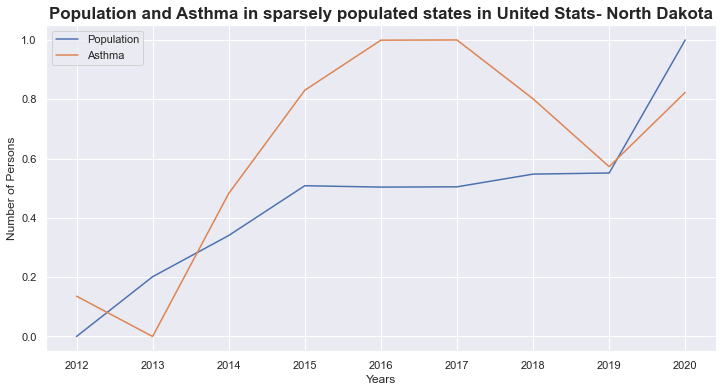 Population and Asthma in sparsely populated states in United Stats- North Dakota
Population
Asthma
Number of Persons
1.0
0.8
0.6
0.4
0.2
0.0
2012 2013 2014 2015 2016 2017 2018 2019 2020
Years